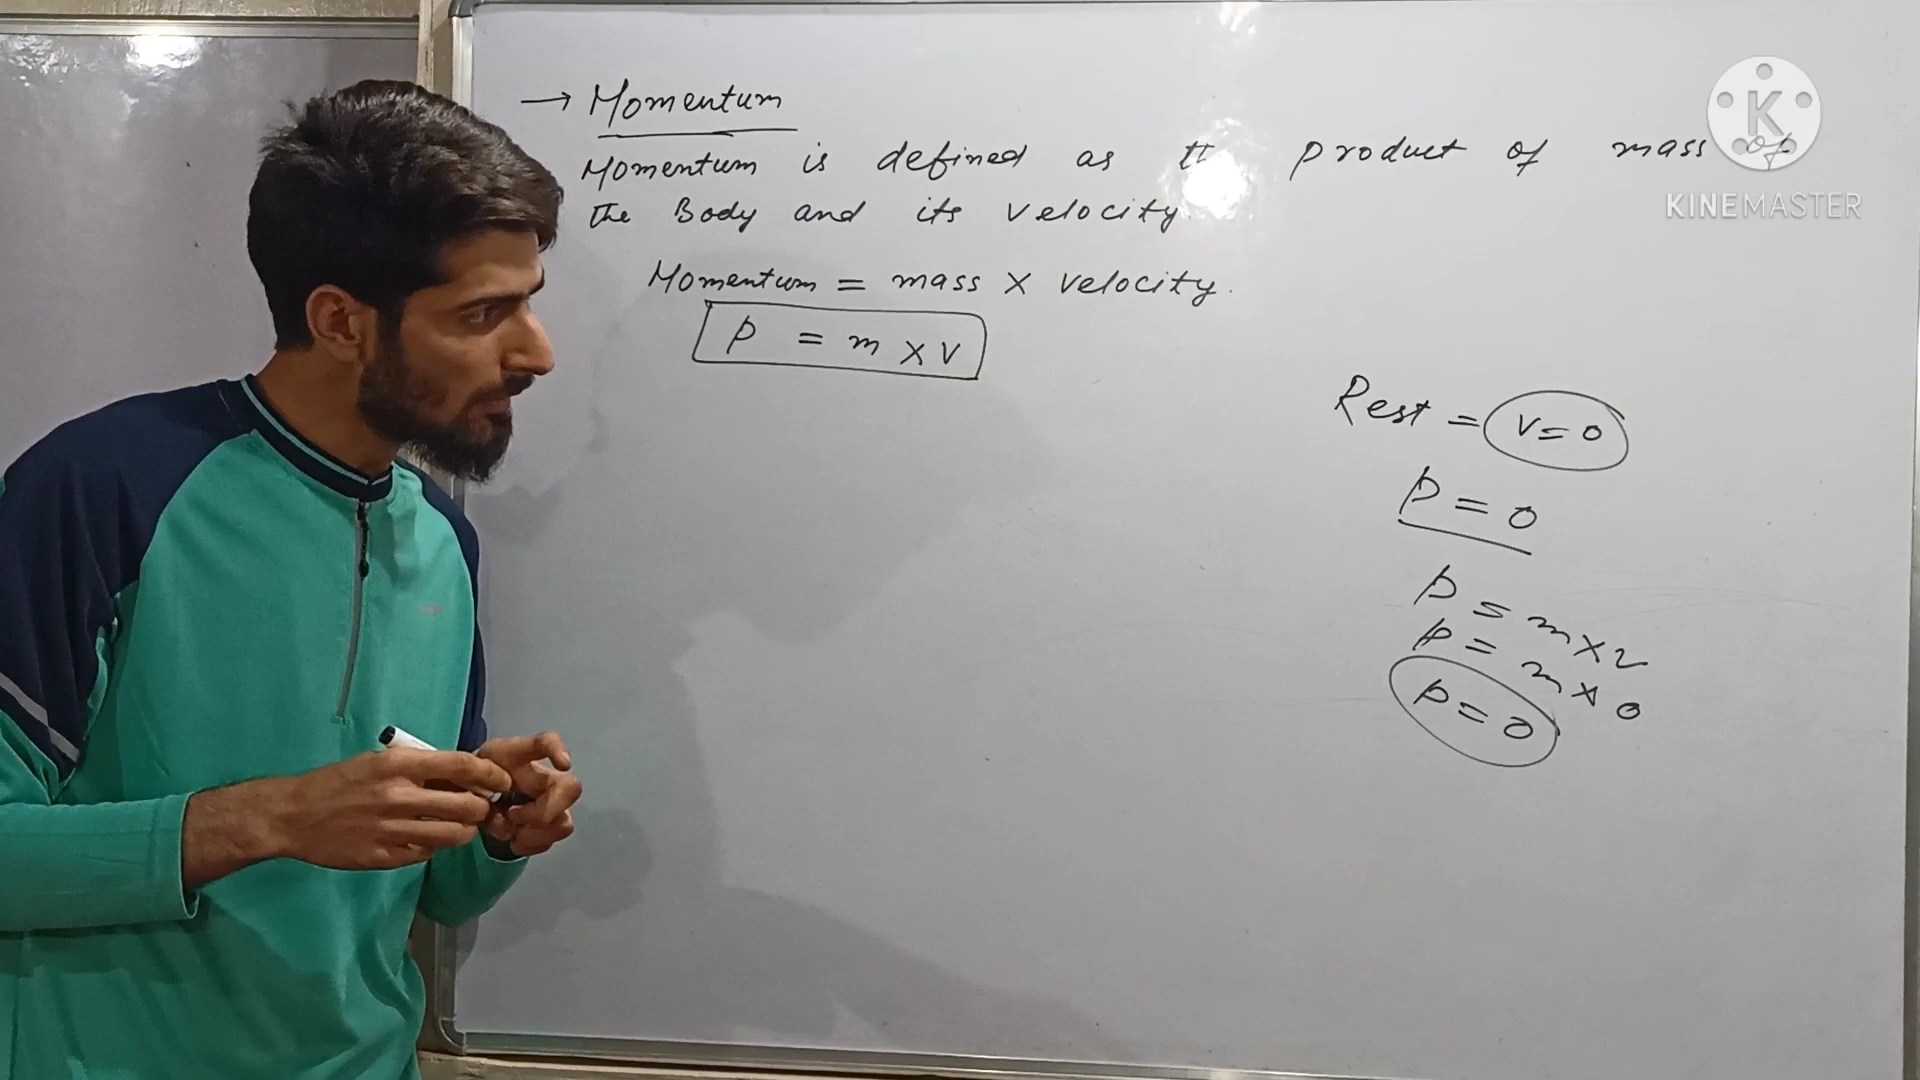 → Momentum
Momentum is defined as product of mass of
the Body and its velocity.
Momentum = mass × velocity.
p = m × v
Rest = v=0
p = 0
p = m×v
p = m×0
p=0
K
KINEMASTER